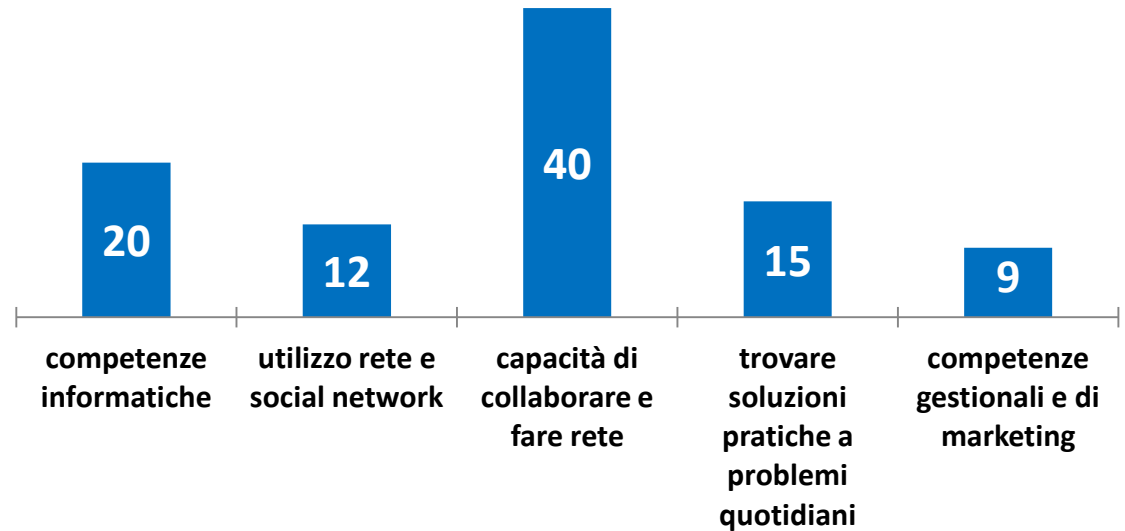 20
12
40
15
9
competenze
informatiche
utilizzo rete e
social network
capacità di
collaborare e
fare rete
trovare
soluzioni
pratiche a
problemi
quotidiani
competenze
gestionali e di
marketing